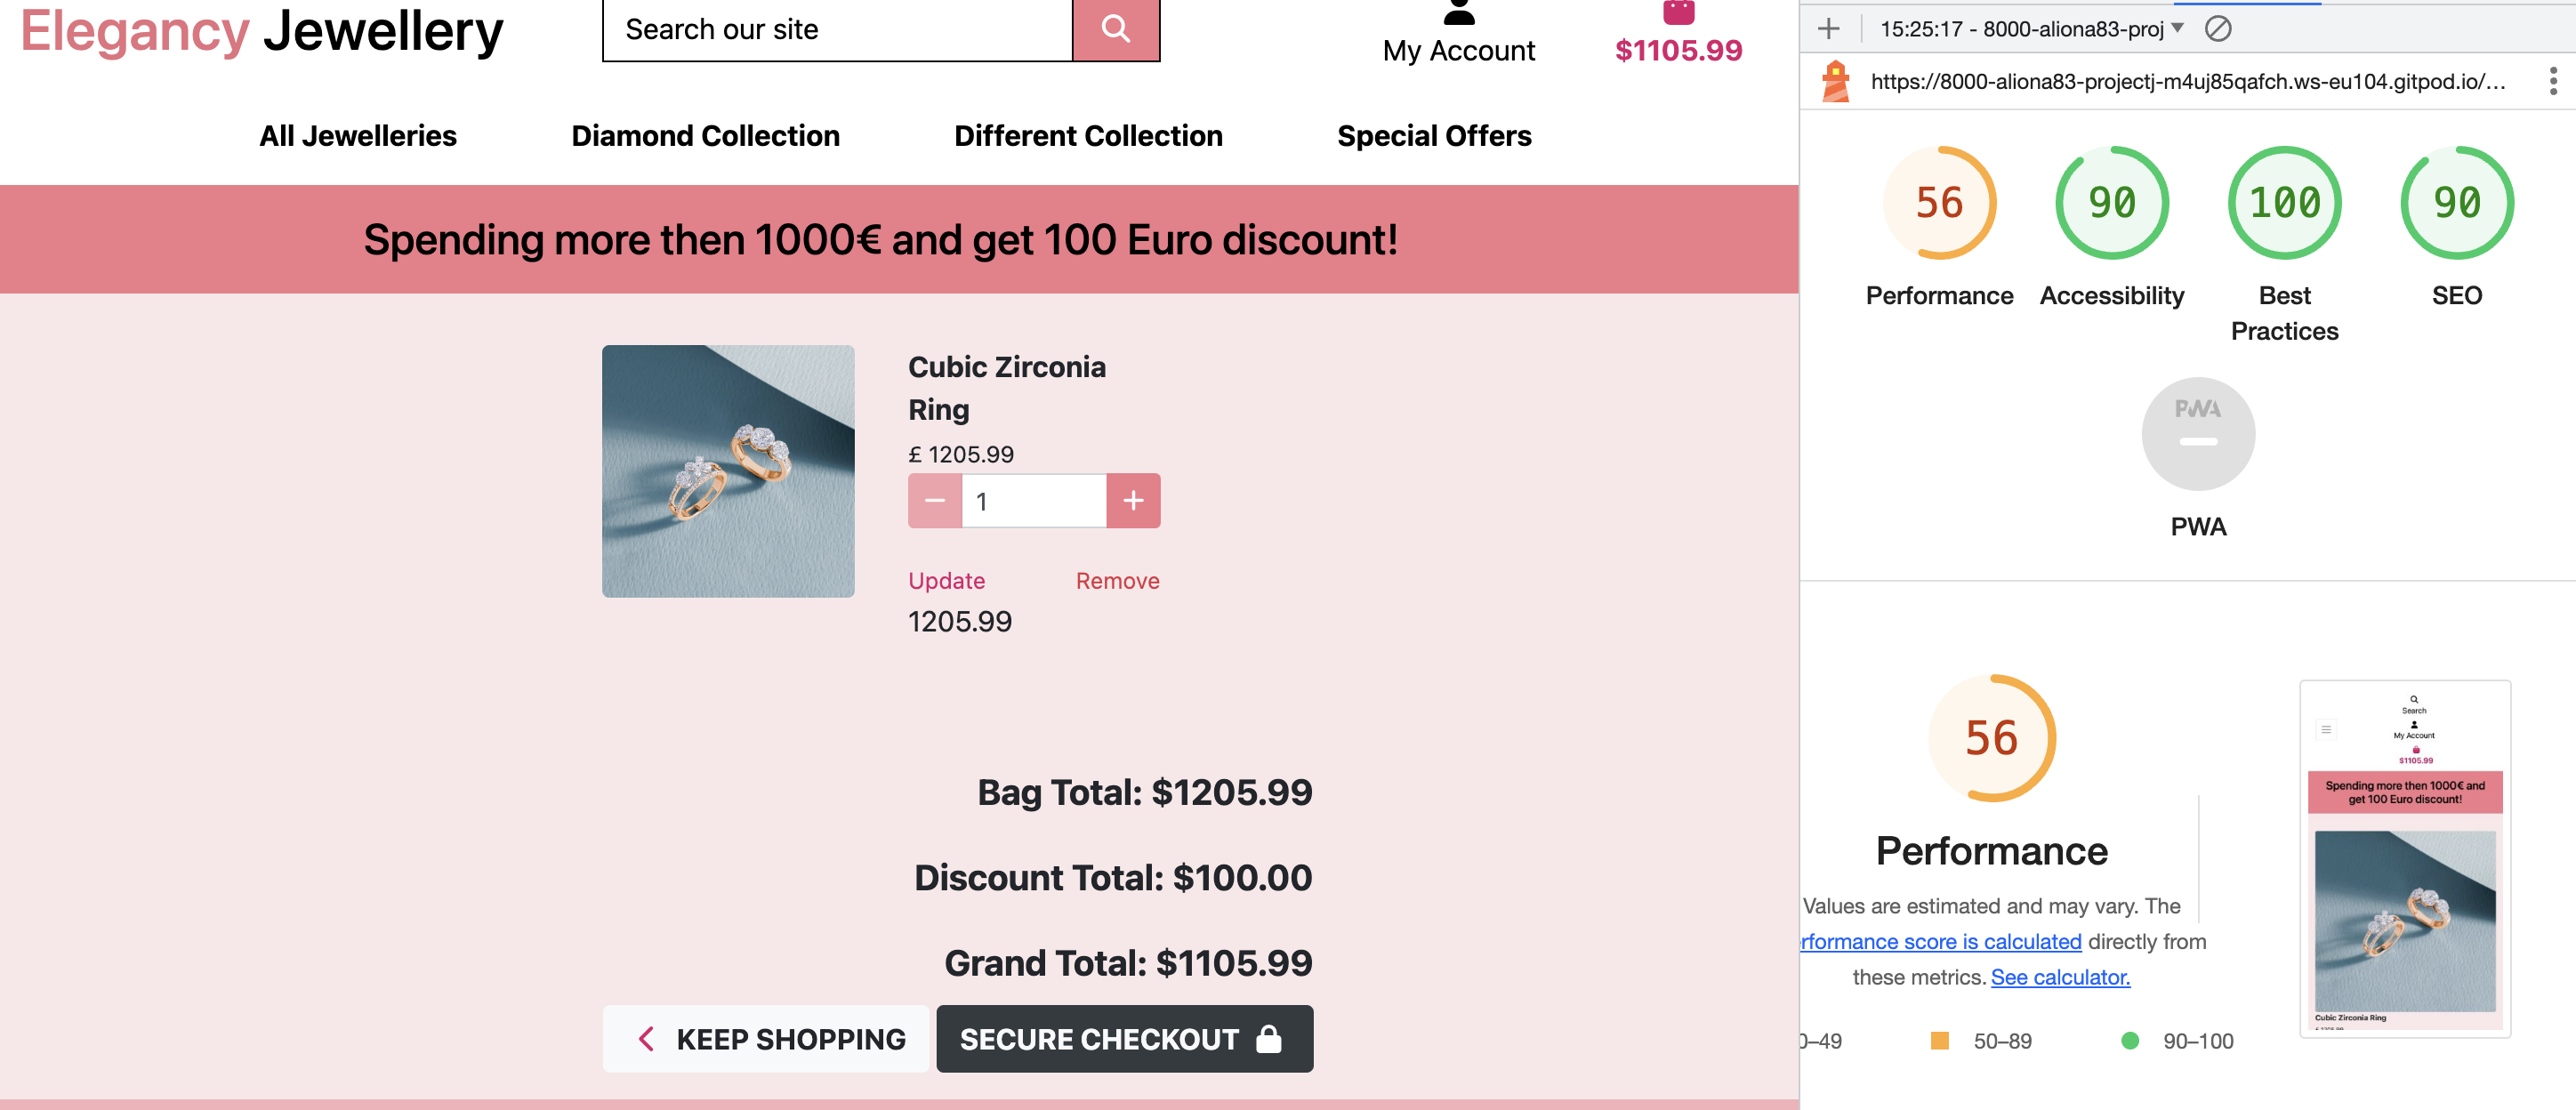 Elegancy Jewellery
Search our site
My Account
$1105.99
All Jewelleries
Diamond Collection
Different Collection
Special Offers
Spending more then 1000€ and get 100 Euro discount!
Cubic Zirconia
Ring
£ 1205.99
1
Update
Remove
1205.99
Bag Total: $1205.99
Discount Total: $100.00
Grand Total: $1105.99
KEEP SHOPPING
SECURE CHECKOUT
15:25:17 - 8000-aliona83-proj
https://8000-aliona83-projectj-m4uj85qafch.ws-eu104.gitpod.io/...
56
Performance
90
Accessibility
100
Best
Practices
90
SEO
PWA
PWA
56
Performance
Values are estimated and may vary. The
rformance score is calculated directly from
these metrics. See calculator.
0–49
50–89
90–100
Search
My Account
$1105.99
Spending more then 1000€ and
get 100 Euro discount!
Cubic Zirconia Ring